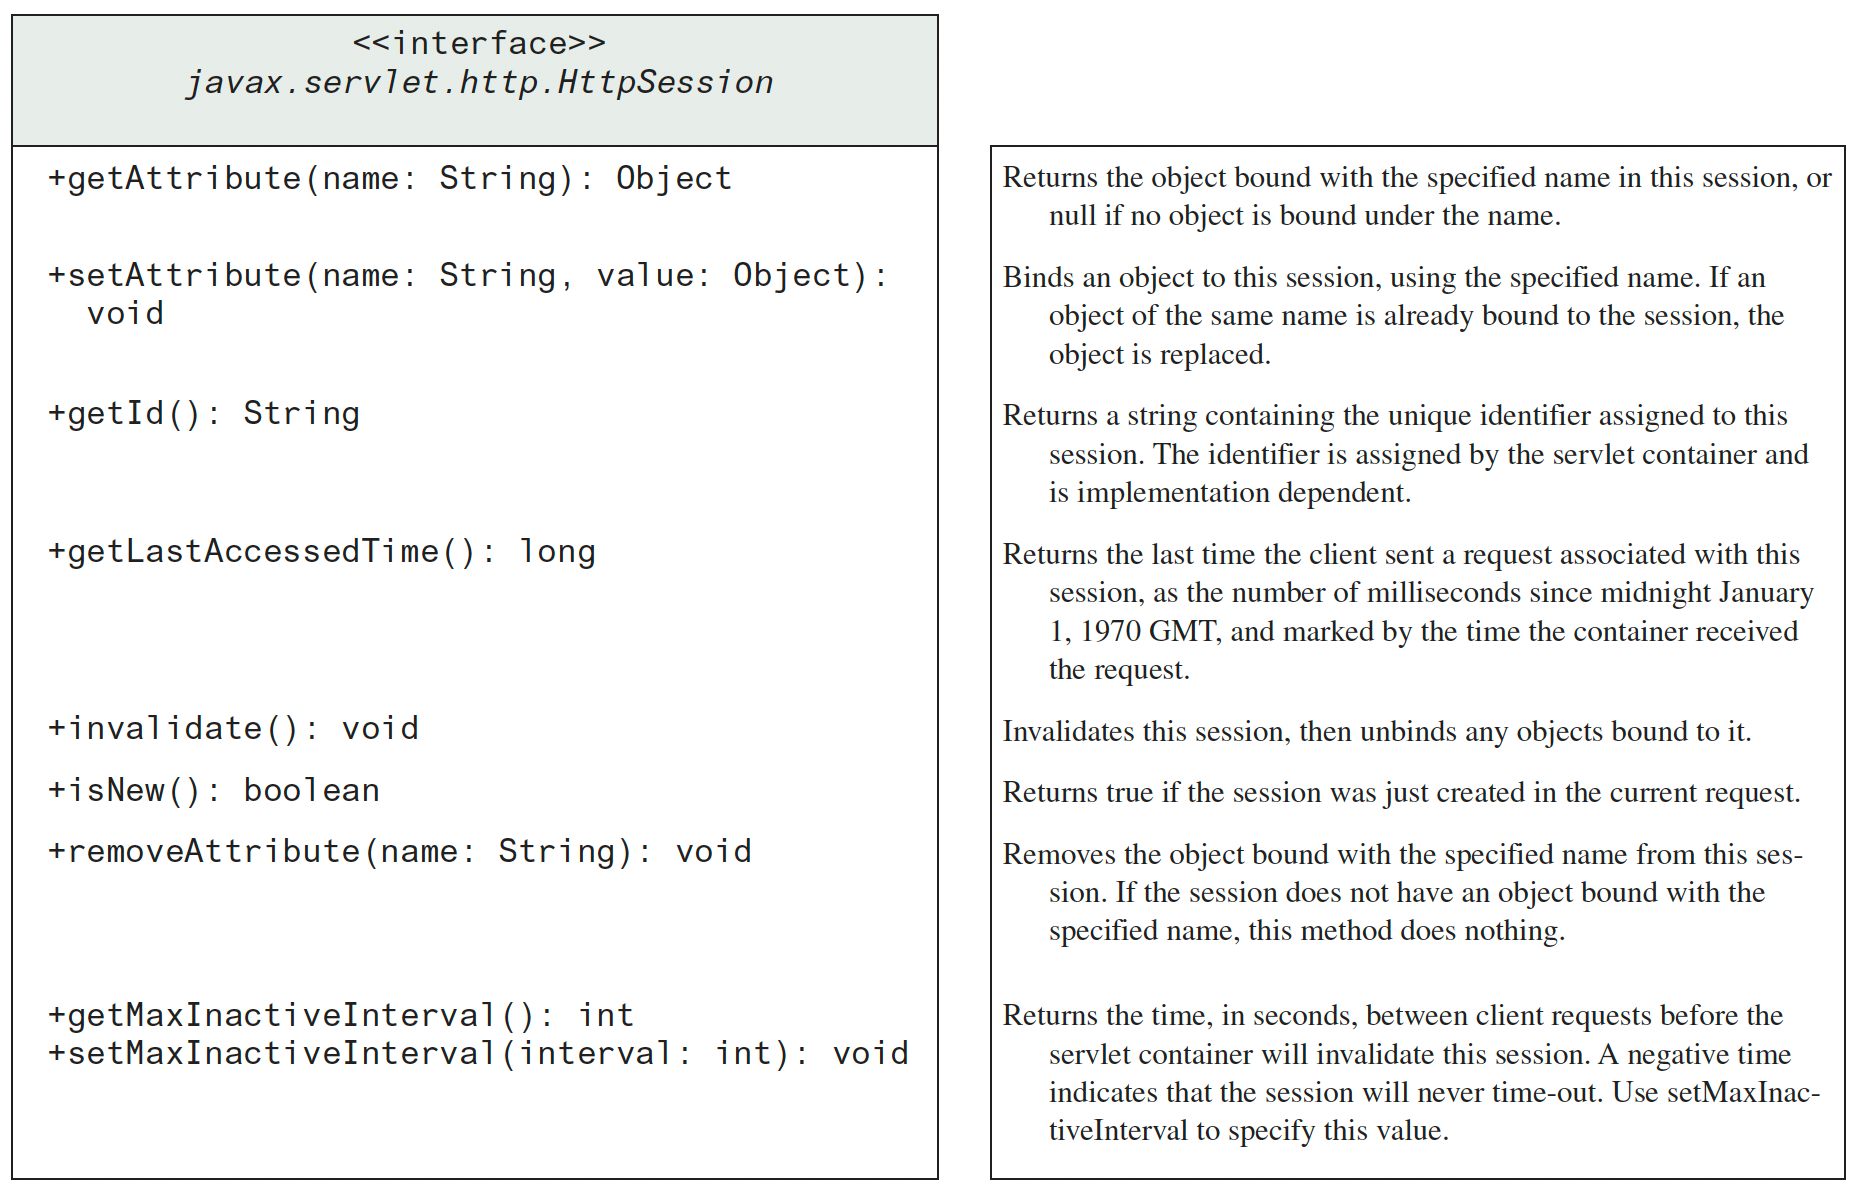 <<interface>>
javax.servlet.http.HttpSession
+getAttribute(name: String): Object
Returns the object bound with the specified name in this session, or
null if no object is bound under the name.
+setAttribute(name: String, value: Object):
void
Binds an object to this session, using the specified name. If an
object of the same name is already bound to the session, the
object is replaced.
+getId(): String
Returns a string containing the unique identifier assigned to this
session. The identifier is assigned by the servlet container and
is implementation dependent.
+getLastAccessedTime(): long
Returns the last time the client sent a request associated with this
session, as the number of milliseconds since midnight January
1, 1970 GMT, and marked by the time the container received
the request.
+invalidate(): void
Invalidates this session, then unbinds any objects bound to it.
+isNew(): boolean
Returns true if the session was just created in the current request.
+removeAttribute(name: String): void
Removes the object bound with the specified name from this ses-
sion. If the session does not have an object bound with the
specified name, this method does nothing.
+getMaxInactiveInterval(): int
+setMaxInactiveInterval(interval: int): void
Returns the time, in seconds, between client requests before the
servlet container will invalidate this session. A negative time
indicates that the session will never time-out. Use setMaxInac-
tiveInterval to specify this value.